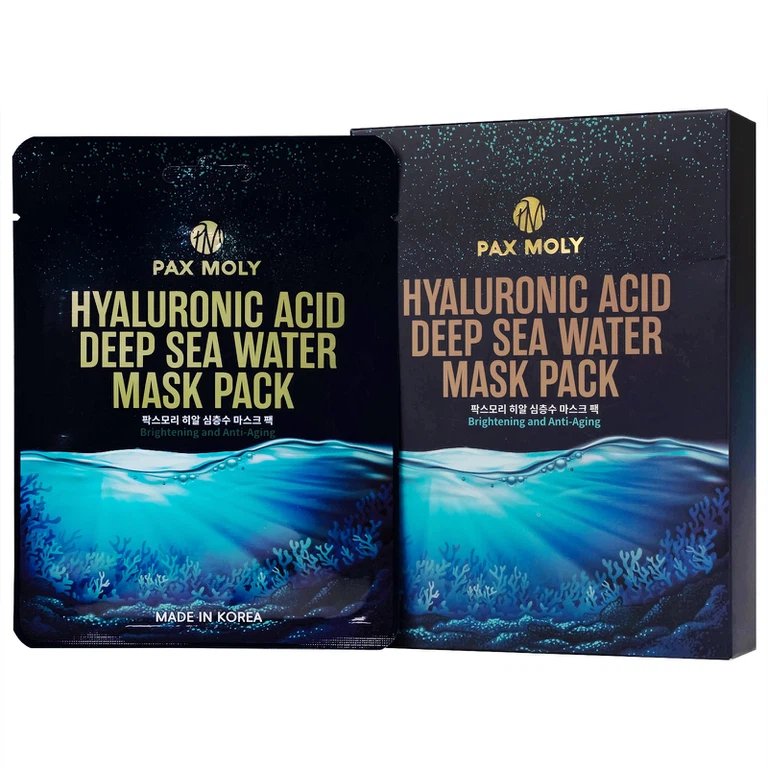 PAX MOLY
HYALURONIC ACID
DEEP SEA WATER
MASK PACK
팍스모리 히알 심층수 마스크 팩
Brightening and Anti-Aging
MADE IN KOREA
PAX MOLY
HYALURONIC ACID
DEEP SEA WATER
MASK PACK
팍스모리 히알 심층수 마스크 팩
Brightening and Anti-Aging